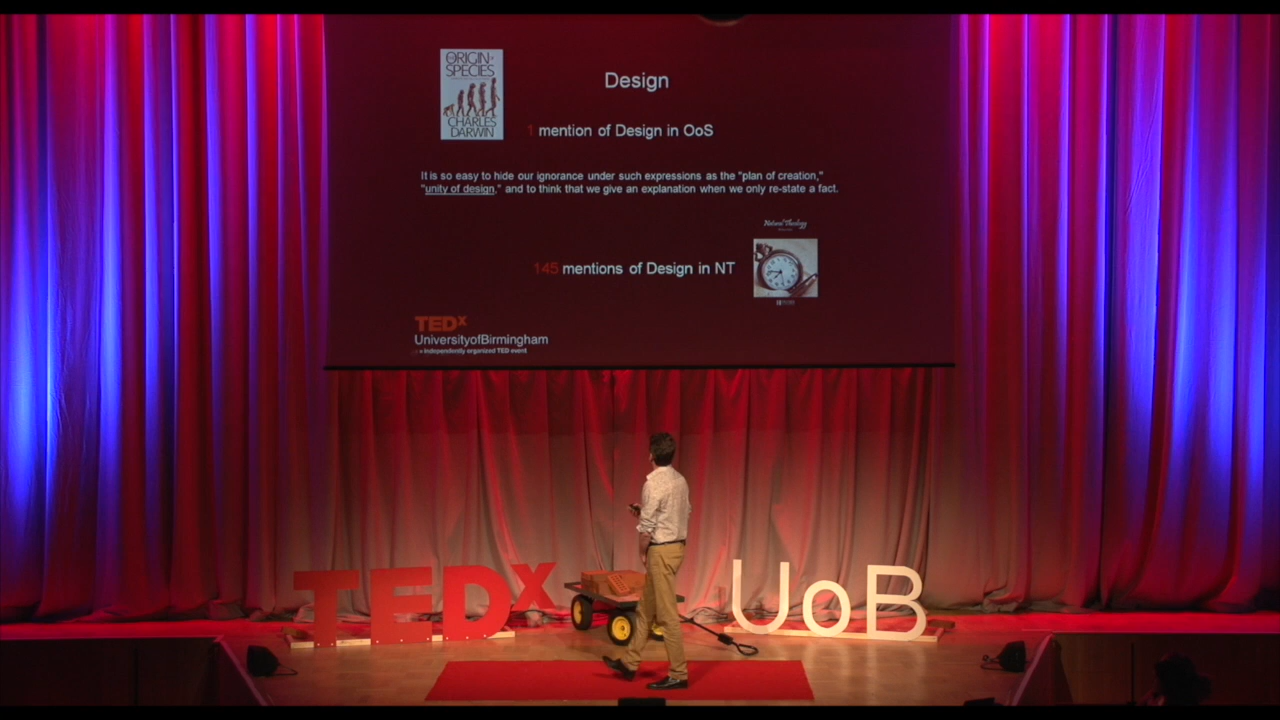 ORIGIN OF
SPECIES
CHARLES
DARWIN
Design
1 mention of Design in OoS
It is so easy to hide our ignorance under such expressions as the "plan of creation,"
"unity of design," and to think that we give an explanation when we only re-state a fact.
Natural Theology
145 mentions of Design in NT
TEDx
UniversityofBirmingham
x independently organized TED event
TEDx
UoB